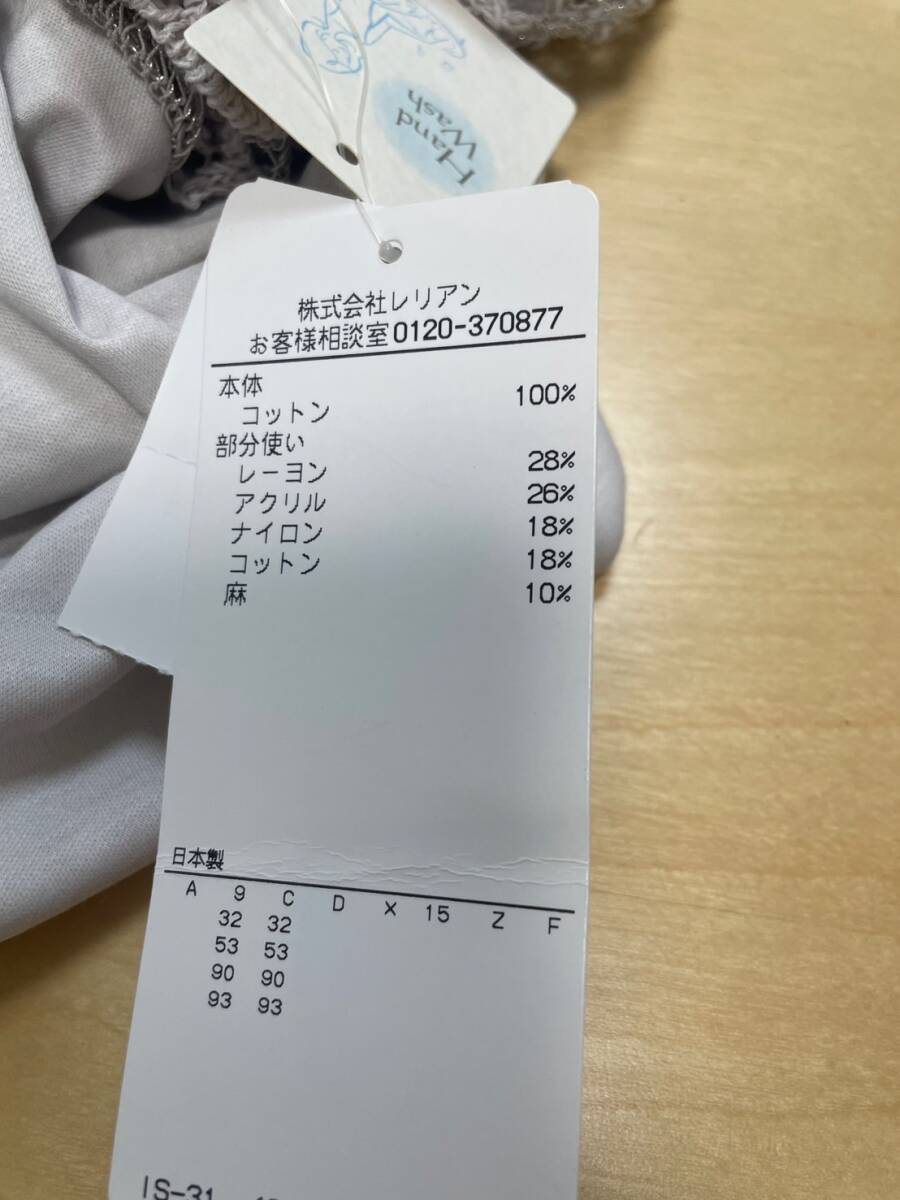 Hand
Wash
株式会社レリアン
お客様相談室0120-370877
本体
コットン 100%
部分使い
レーヨン 28%
アクリル 26%
ナイロン 18%
コットン 18%
麻 10%
日本製
A 9 C D X 15 Z F
32 32
53 53
90 90
93 93
IS-31